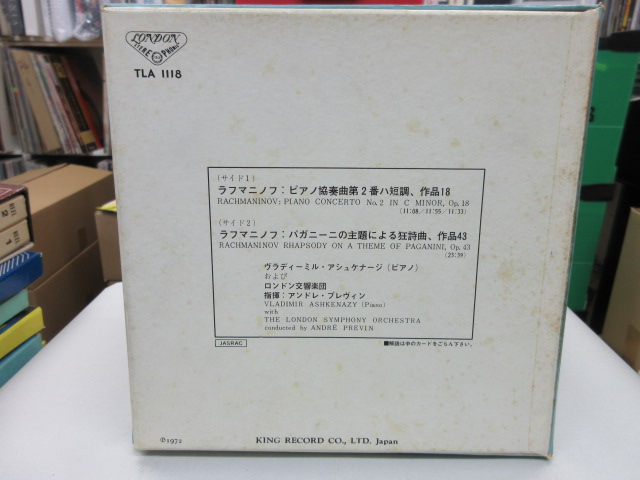 LONDON
STEREO PHONIC
TLA 1118
(サイド1)
ラフマニノフ:ピアノ協奏曲第2番ハ短調、作品18
RACHMANINOV: PIANO CONCERTO No. 2 IN C MINOR, Op. 18
(11:08/11:55/11:33)
(サイド2)
ラフマニノフ:パガニーニの主題による狂詩曲、作品43
RACHMANINOV RHAPSODY ON A THEME OF PAGANINI, Op. 43
(23:39)
ヴラディーミル・アシュケナージ(ピアノ)
および
ロンドン交響楽団
指揮:アンドレ・プレヴィン
VLADIMIR ASHKENAZY (Piano)
with
THE LONDON SYMPHONY ORCHESTRA
conducted by ANDRÉ PREVIN
JASRAC
■解説は中のカードをごらん下さい。
℗1972
KING RECORD CO., LTD. Japan